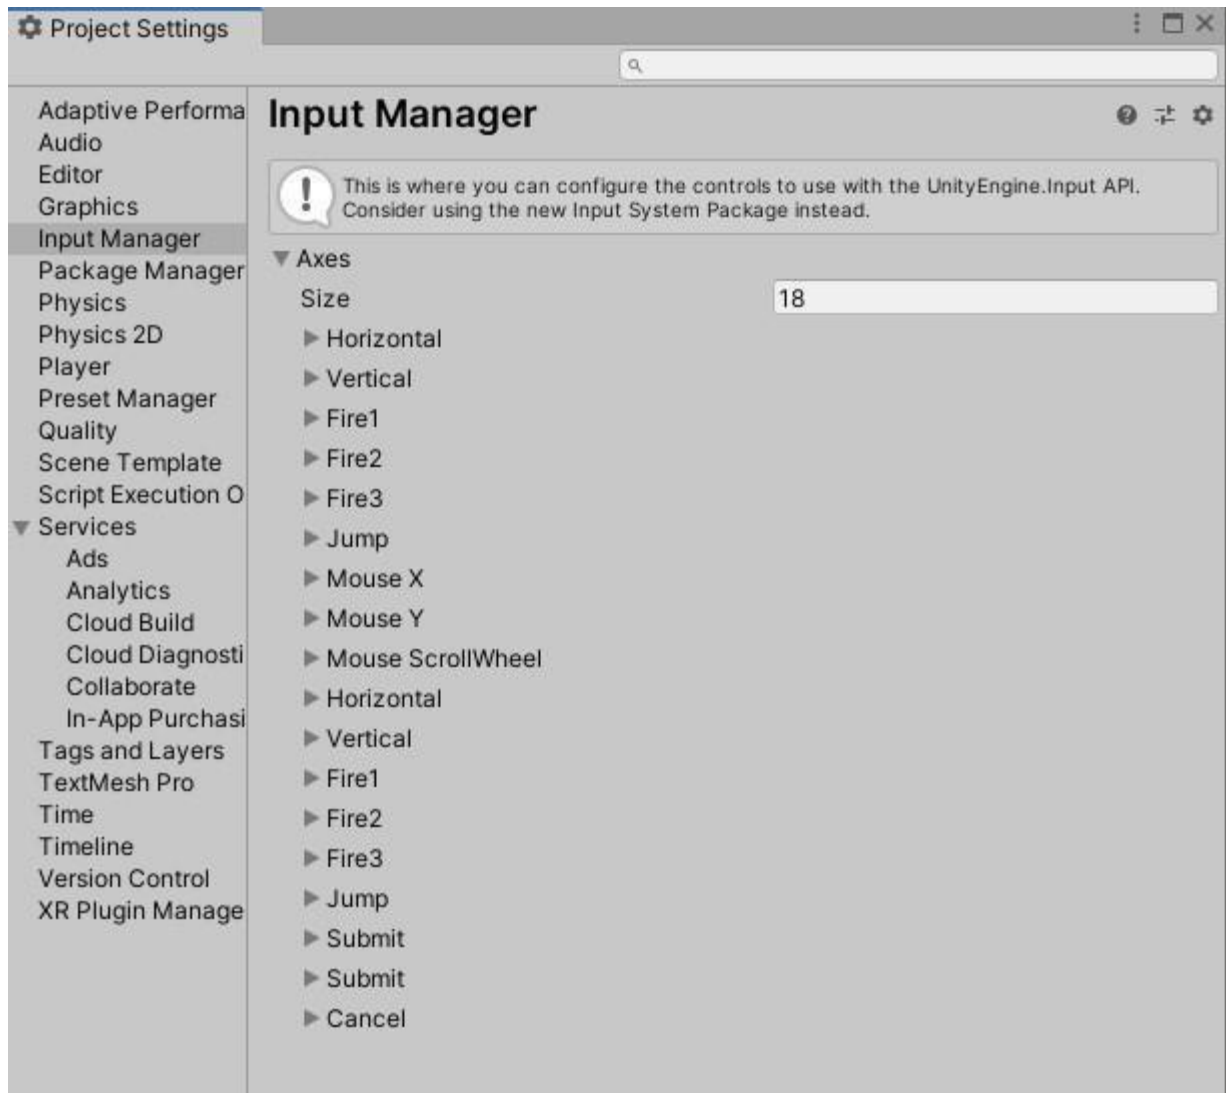 Project Settings
Adaptive Performa
Audio
Editor
Graphics
Input Manager
Package Manager
Physics
Physics 2D
Player
Preset Manager
Quality
Scene Template
Script Execution O
Services
Ads
Analytics
Cloud Build
Cloud Diagnosti
Collaborate
In-App Purchasi
Tags and Layers
TextMesh Pro
Time
Timeline
Version Control
XR Plugin Manage
Input Manager
This is where you can configure the controls to use with the UnityEngine.Input API.
Consider using the new Input System Package instead.
Axes
Size 18
Horizontal
Vertical
Fire1
Fire2
Fire3
Jump
Mouse X
Mouse Y
Mouse ScrollWheel
Horizontal
Vertical
Fire1
Fire2
Fire3
Jump
Submit
Submit
Cancel